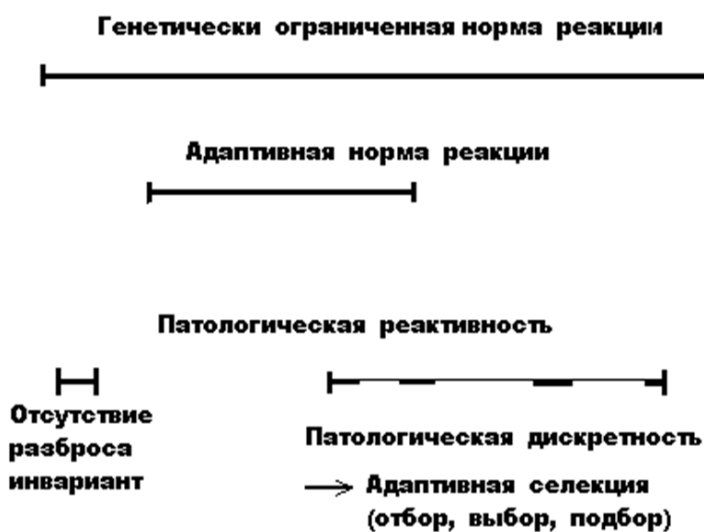 Генетически ограниченная норма реакции
Адаптивная норма реакции
Патологическая реактивность
Отсутствие
разброса
инвариант
Патологическая дискретность
Адаптивная селекция
(отбор, выбор, подбор)